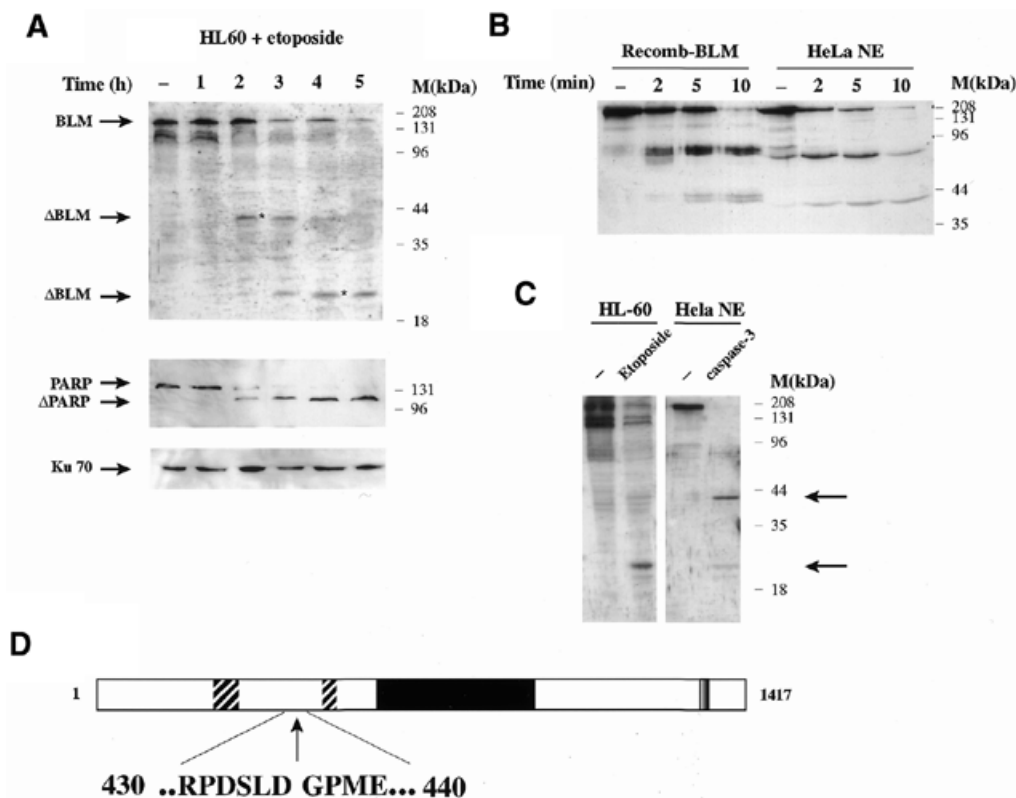 A
HL60 + etoposide
Time (h) – 1 2 3 4 5 M(kDa)
BLM
– 208
– 131
– 96
ΔBLM
– 44
– 35
ΔBLM
– 18
PARP
– 131
ΔPARP
– 96
Ku 70
B
Recomb-BLM HeLa NE
Time (min) – 2 5 10 – 2 5 10 M(kDa)
– 208
– 131
– 96
– 44
– 35
C
HL-60 Hela NE
– Etoposide – caspase-3
M(kDa)
– 208
– 131
– 96
– 44
– 35
– 18
D
1 1417
430 ..RPDSLD GPME... 440